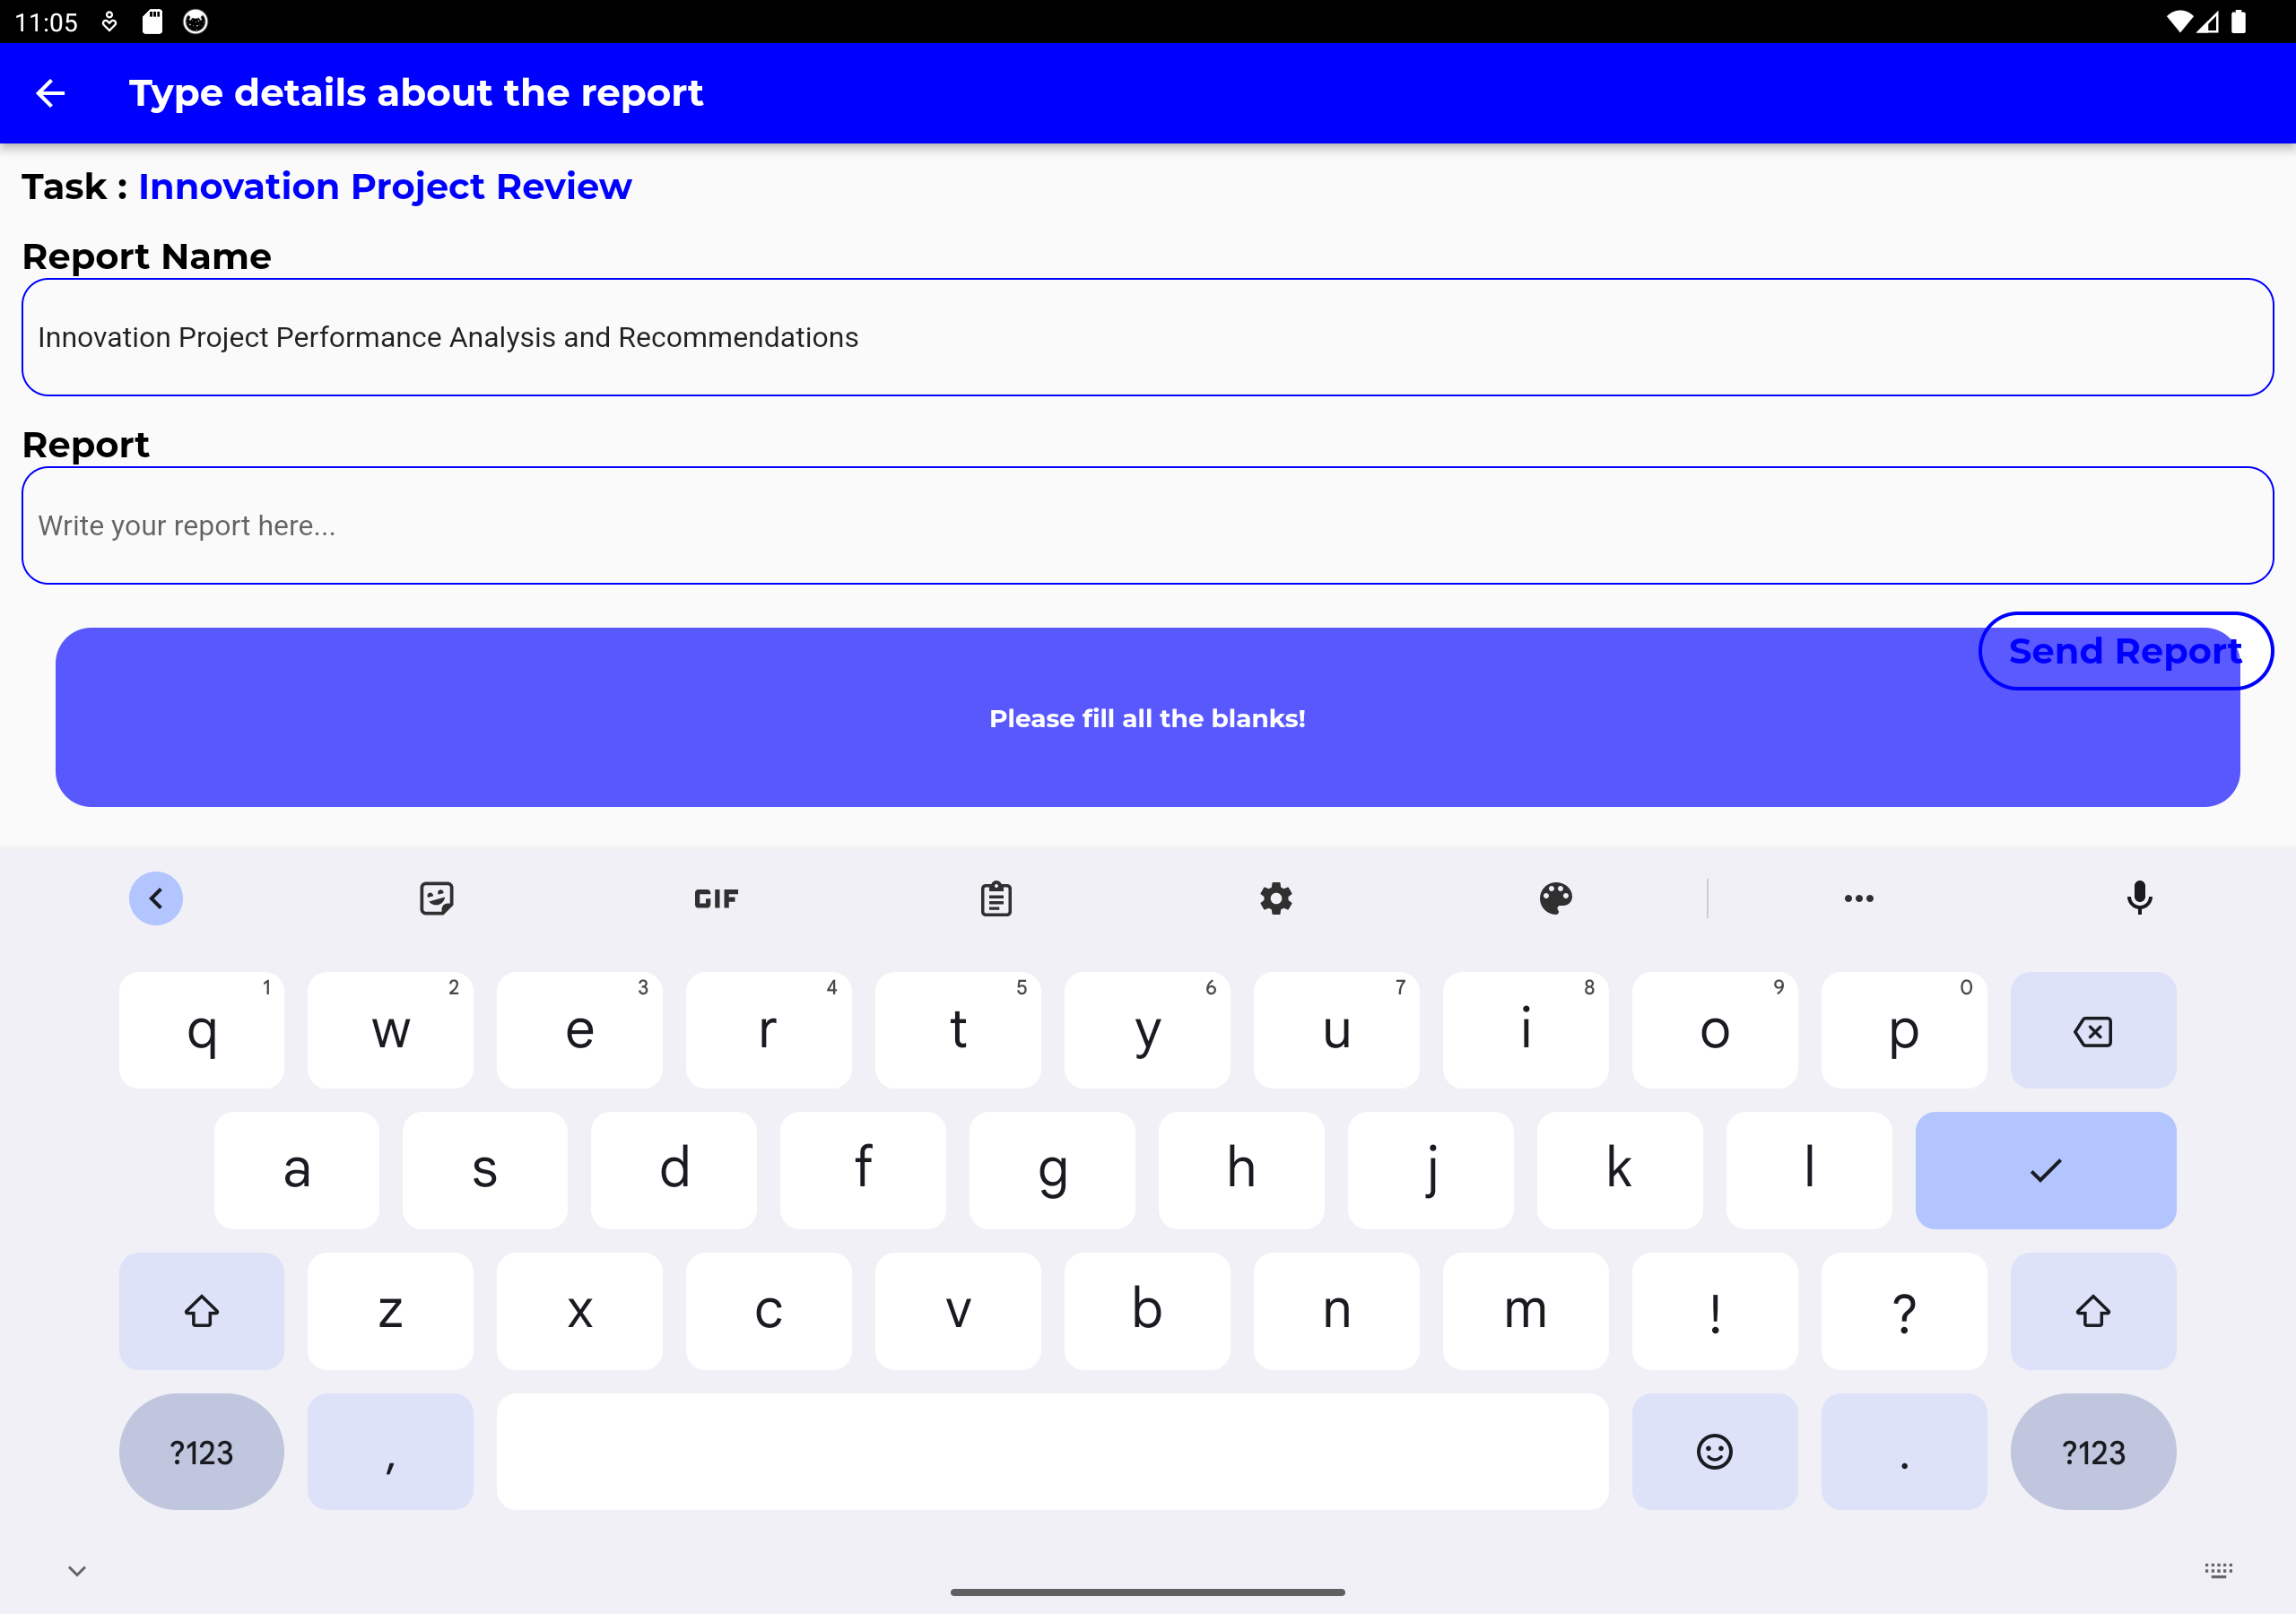 11:05
Type details about the report
Task : Innovation Project Review
Report Name
Innovation Project Performance Analysis and Recommendations
Report
Write your report here...
Send Report
Please fill all the blanks!
GIF
q 1 w 2 e 3 r 4 t 5 y 6 u 7 i 8 o 9 p 0
a s d f g h j k l
z x c v b n m ! ?
?123 , . ?123